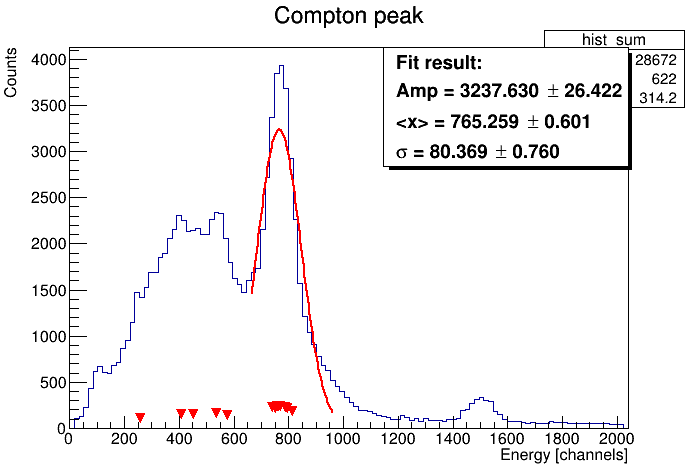 Compton peak
hist_sum
28672
622
314.2
Fit result:
Amp = 3237.630 ± 26.422
<x> = 765.259 ± 0.601
σ = 80.369 ± 0.760
Counts
4000
3500
3000
2500
2000
1500
1000
500
0
0 200 400 600 800 1000 1200 1400 1600 1800 2000
Energy [channels]